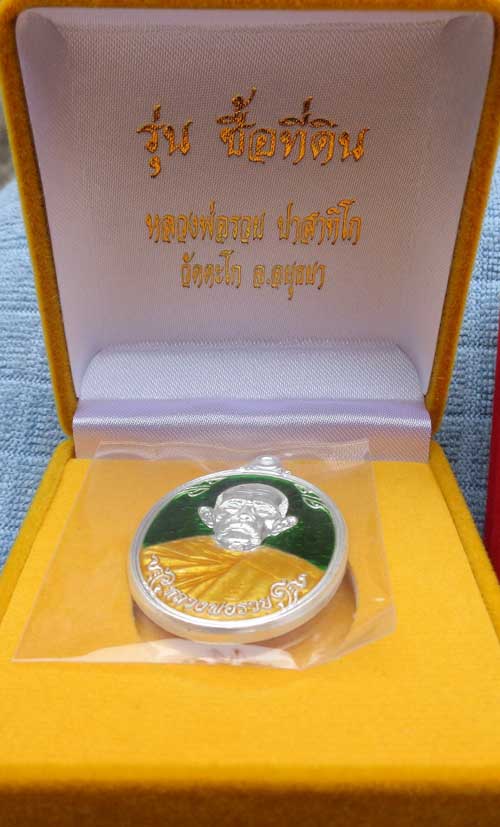 รุ่น ซื้อที่ดิน
หลวงพ่อรวย ปาสาทิโก
วัดตะโก จ.อยุธยา
หลวงพ่อรวย